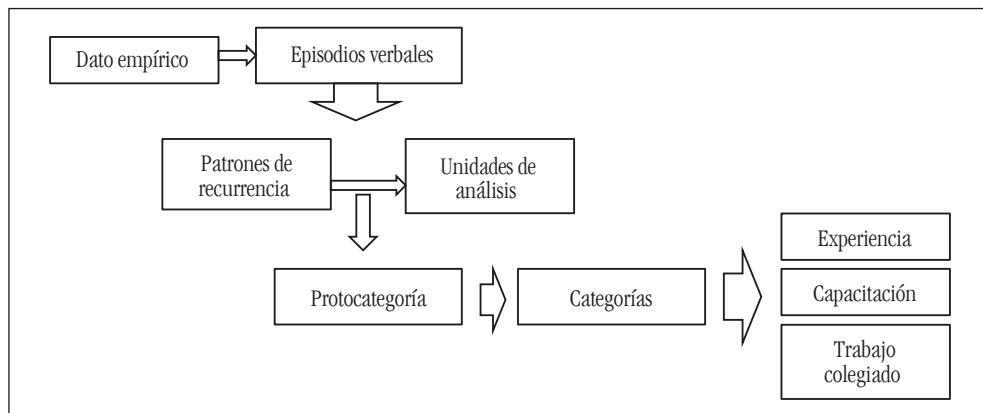 Dato empírico
Episodios verbales
Patrones de
recurrencia
Unidades de
análisis
Protocategoría
Categorías
Experiencia
Capacitación
Trabajo
colegiado